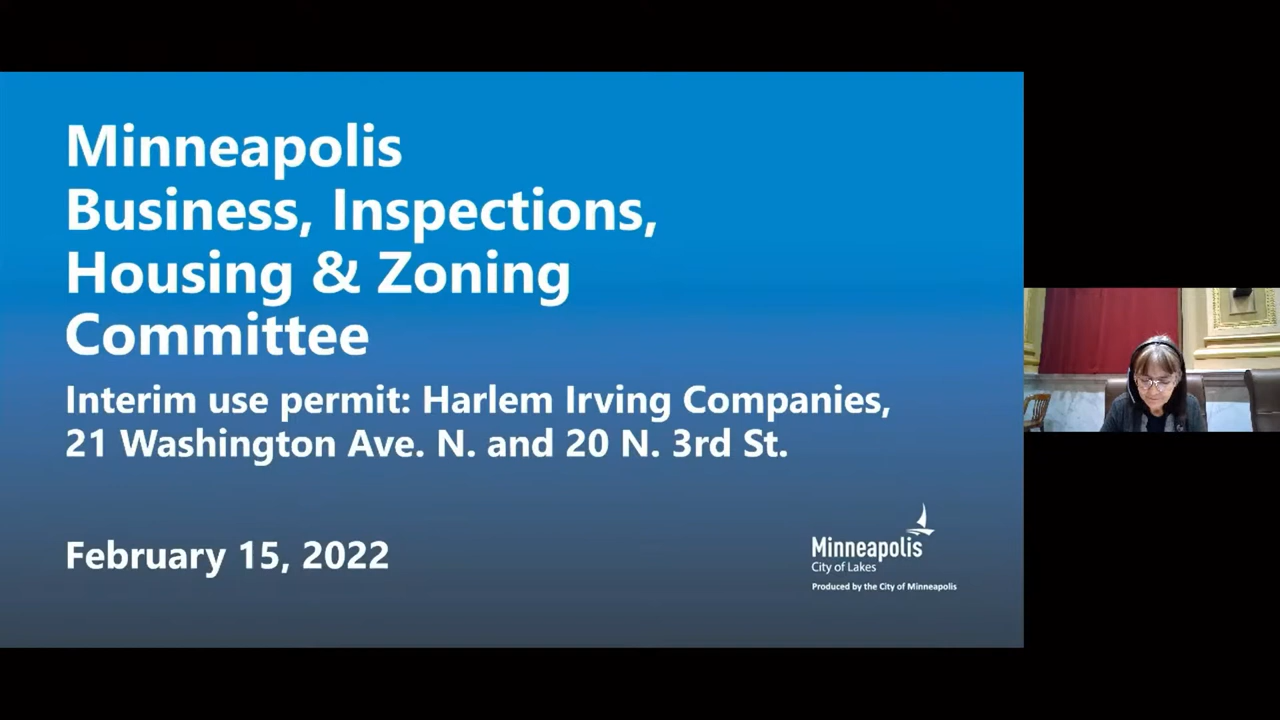 Minneapolis
Business, Inspections,
Housing & Zoning
Committee
Interim use permit: Harlem Irving Companies,
21 Washington Ave. N. and 20 N. 3rd St.
February 15, 2022
Minneapolis
City of Lakes
Produced by the City of Minneapolis